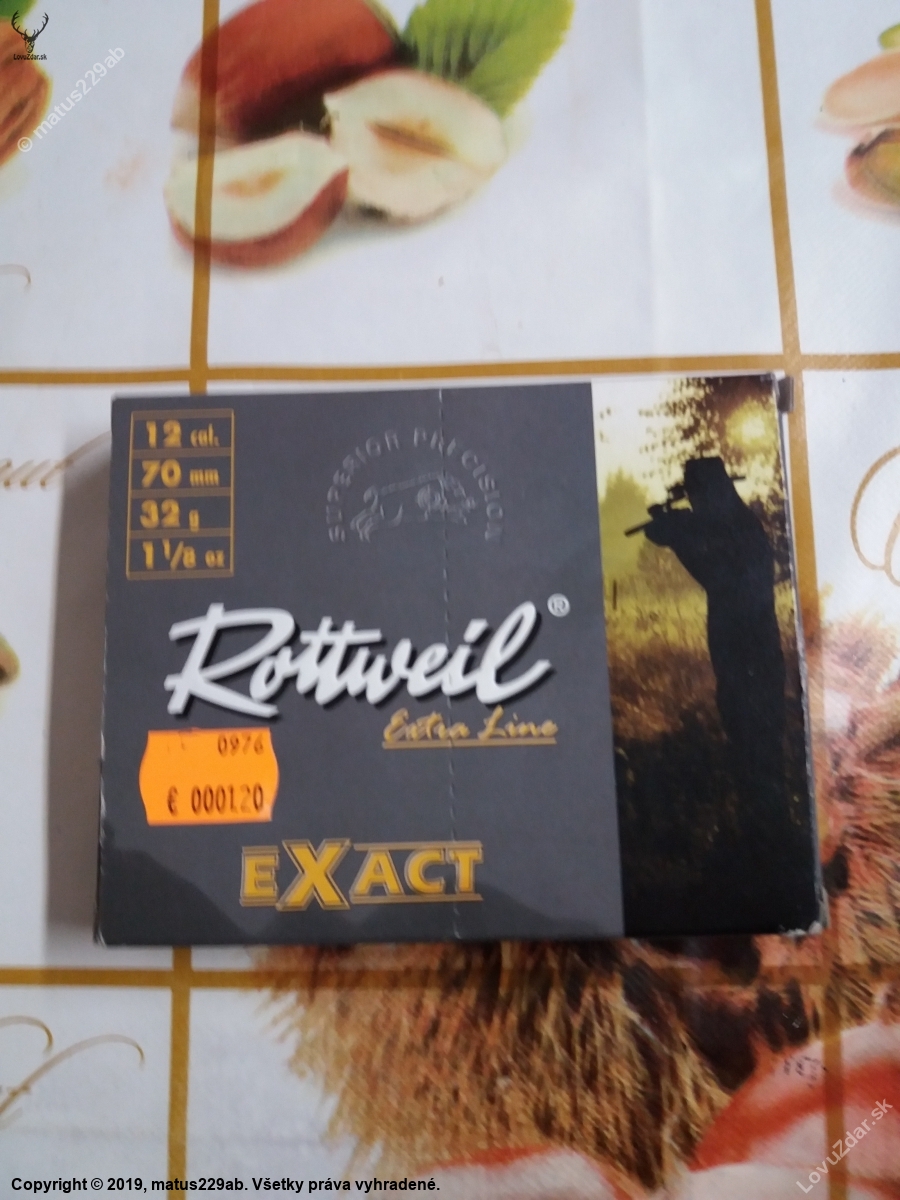 LovuZdar.sk
© matus229ab
12 cal.
70 mm
32 g
1 1/8 oz
SUPERIOR PRECISION
Rottweil®
Extra Line
0976
€ 000120
EXACT
LovuZdar.sk
Copyright © 2019, matus229ab. Všetky práva vyhradené.